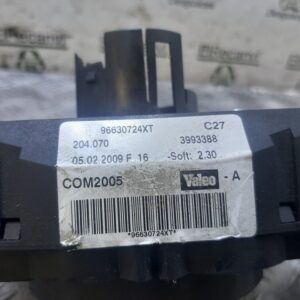 96630724XT C27
204.070 3993388
05.02 2009 F 16 -Soft: 2.30
COM2005 Valeo - A
*96630724XT*